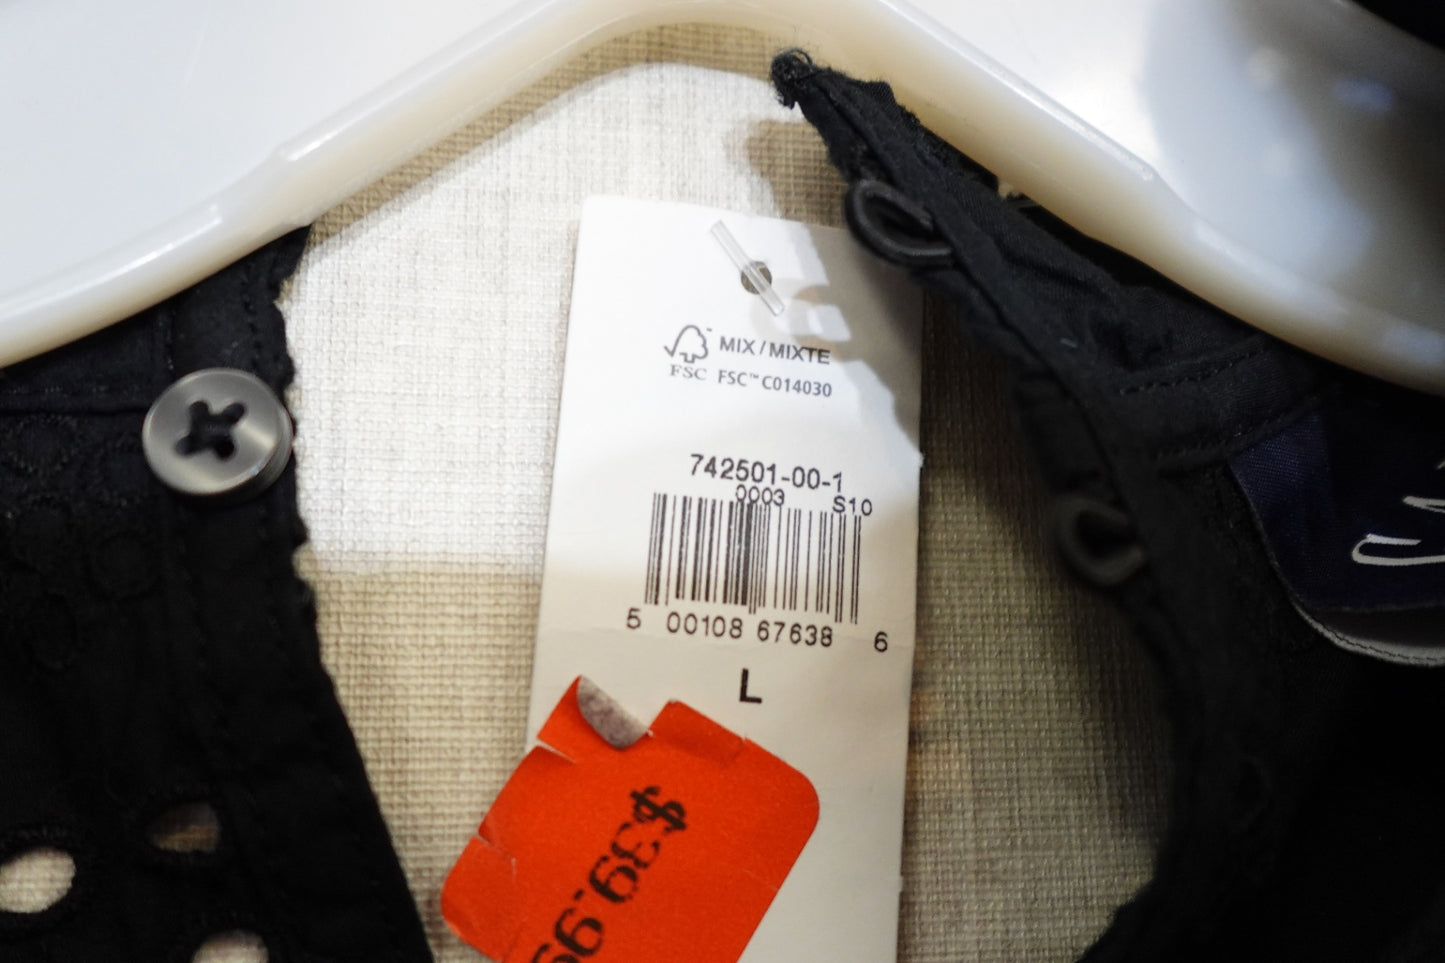 MIX / MIXTE
FSC FSC™ C014030
742501-00-1
0003 S10
5 00108 67638 6
L
$39.99